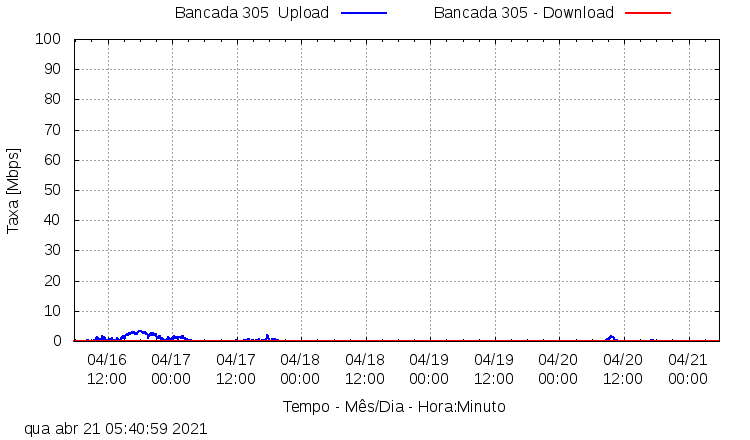 Bancada 305  Upload
Bancada 305 - Download
100
90
80
70
60
50
40
30
20
10
0
Taxa [Mbps]
04/16 04/17 04/17 04/18 04/18 04/19 04/19 04/20 04/20 04/21
12:00 00:00 12:00 00:00 12:00 00:00 12:00 00:00 12:00 00:00
Tempo - Mês/Dia - Hora:Minuto
qua abr 21 05:40:59 2021